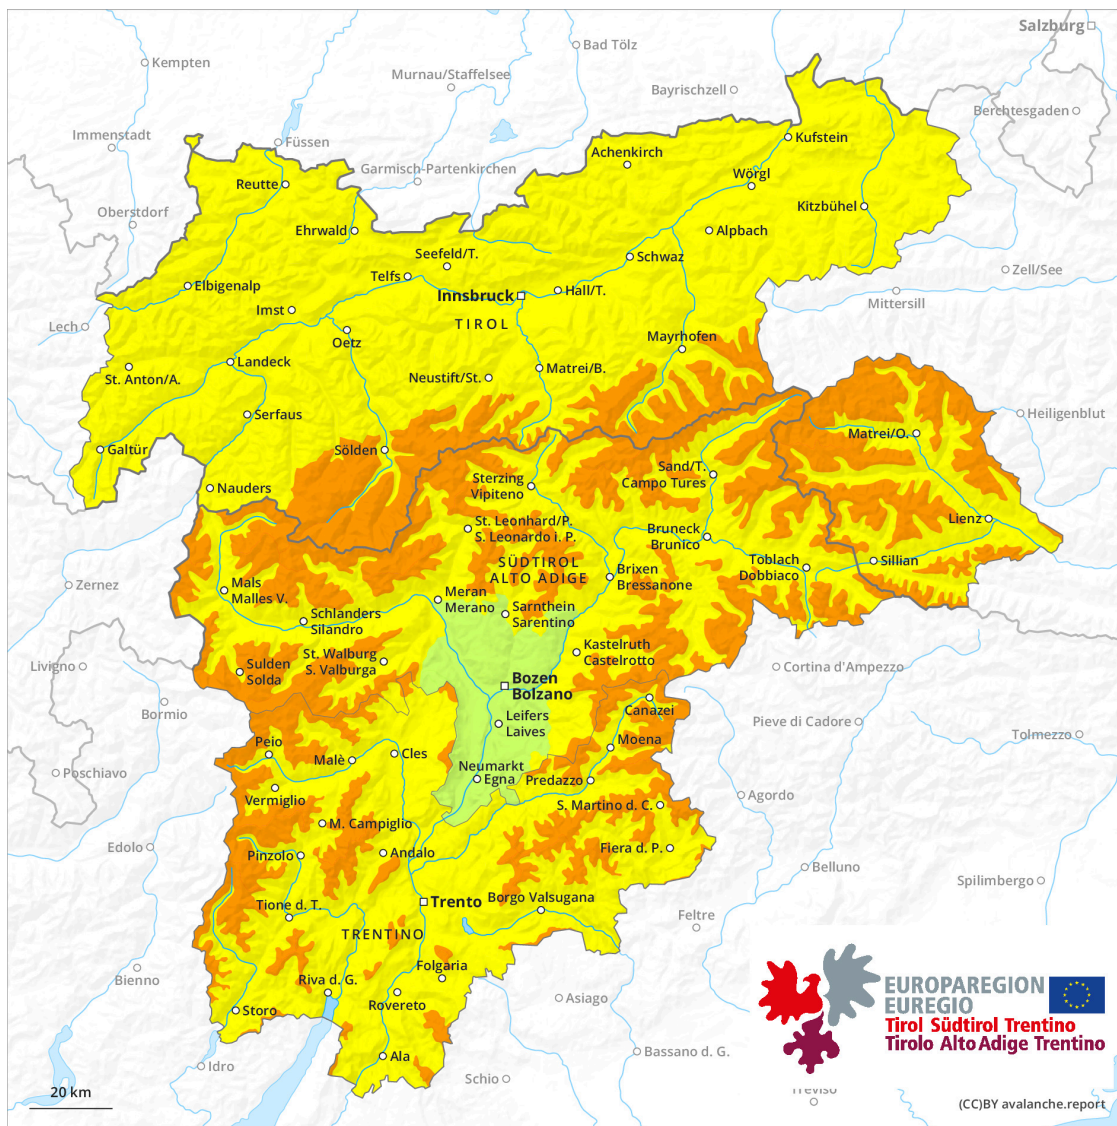 Salzburg
Bad Tölz
Kempten
Murnau/Staffelsee
Bayrischzell
Berchtesgaden
Immenstadt
Füssen
Kufstein
Achenkirch
Garmisch-Partenkirchen
Wörgl
Reutte
Oberstdorf
Kitzbühel
Ehrwald
Alpbach
Seefeld/T.
Schwaz
Zell/See
Telfs
Elbigenalp
Hall/T.
Innsbruck
Mittersill
Imst
TIROL
Lech
Oetz
Mayrhofen
Landeck
Matrei/B.
St. Anton/A.
Neustift/St.
Serfaus
Heiligenblut
Matrei/O.
Galtür
Sölden
Sand/T.
Campo Tures
Sterzing
Vipiteno
Nauders
Lienz
St. Leonhard/P.
S. Leonardo i. P.
Bruneck
Brunico
SÜDTIROL
ALTO ADIGE
Toblach
Dobbiaco
Sillian
Brixen
Bressanone
Zernez
Mals
Malles V.
Meran
Merano
Sarnthein
Sarentino
Schlanders
Silandro
Kastelruth
Castelrotto
St. Walburg
S. Valburga
Livigno
Sulden
Solda
Cortina d'Ampezzo
Bozen
Bolzano
Bormio
Canazei
Leifers
Laives
Pieve di Cadore
Tolmezzo
Peio
Moena
Cles
Malè
Poschiavo
Neumarkt
Egna
Predazzo
Vermiglio
Agordo
S. Martino d. C.
M. Campiglio
Edolo
Pinzolo
Andalo
Fiera d. P.
Belluno
Spilimbergo
Trento
Borgo Valsugana
Tione d. T.
Feltre
TRENTINO
Folgaria
Bienno
Riva d. G.
Rovereto
Asiago
Storo
EUROPAREGION
EUREGIO
Tirol Südtirol Trentino
Tirolo Alto Adige Trentino
Ala
Bassano d. G.
Idro
Schio
Treviso
20 km
(CC)BY avalanche.report